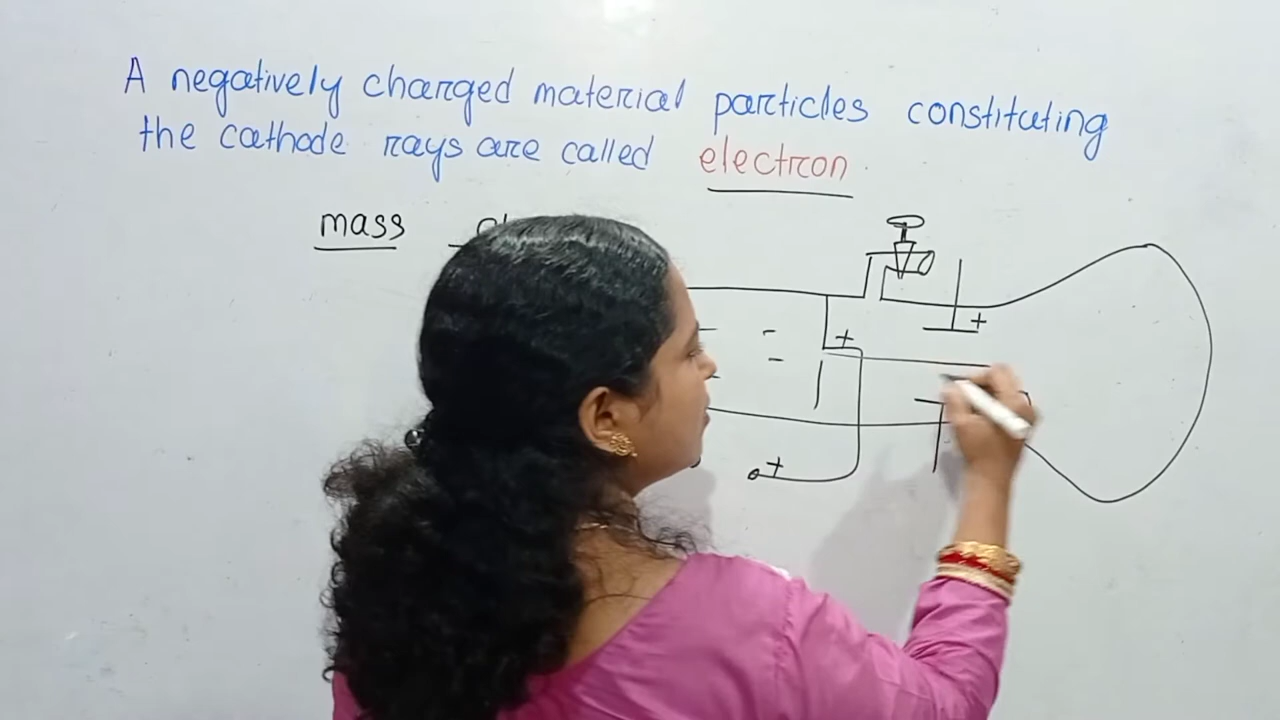 A negatively charged material particles constituting
the cathode rays are called electron.
mass
+
+
+